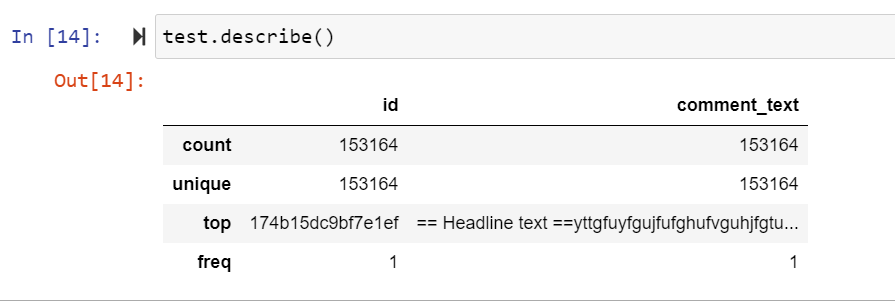 In [14]: test.describe()
Out[14]:
id comment_text
count 153164 153164
unique 153164 153164
top 174b15dc9bf7e1ef == Headline text ==yttgfuyfgujfufghufvguhjfgtu...
freq 1 1